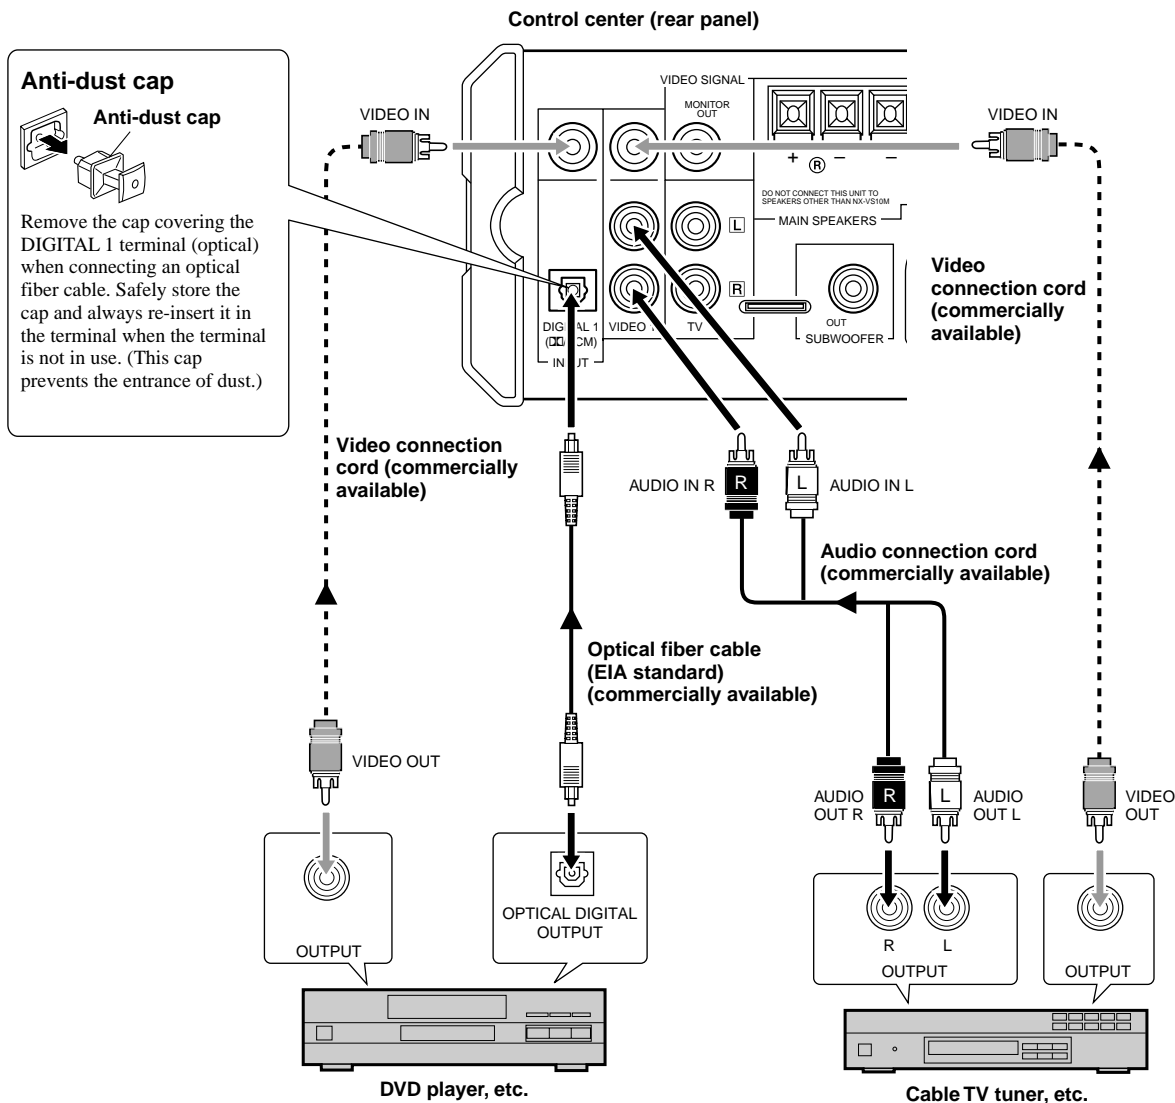 Control center (rear panel)
Anti-dust cap
Anti-dust cap
Remove the cap covering the
DIGITAL 1 terminal (optical)
when connecting an optical
fiber cable. Safely store the
cap and always re-insert it in
the terminal when the terminal
is not in use. (This cap
prevents the entrance of dust.)
VIDEO IN
VIDEO SIGNAL
MONITOR
OUT
VIDEO IN
+ R – –
DO NOT CONNECT THIS UNIT TO
SPEAKERS OTHER THAN NX-VS10M
MAIN SPEAKERS
L
R
VIDEO
TV
INPUT
OUT
SUBWOOFER
Video
connection cord
(commercially
available)
Video connection
cord (commercially
available)
AUDIO IN R
R
L
AUDIO IN L
Audio connection cord
(commercially available)
Optical fiber cable
(EIA standard)
(commercially available)
VIDEO OUT
AUDIO
OUT R
R
L
AUDIO
OUT L
VIDEO
OUT
OUTPUT
OPTICAL DIGITAL
OUTPUT
R
L
OUTPUT
OUTPUT
DVD player, etc.
Cable TV tuner, etc.